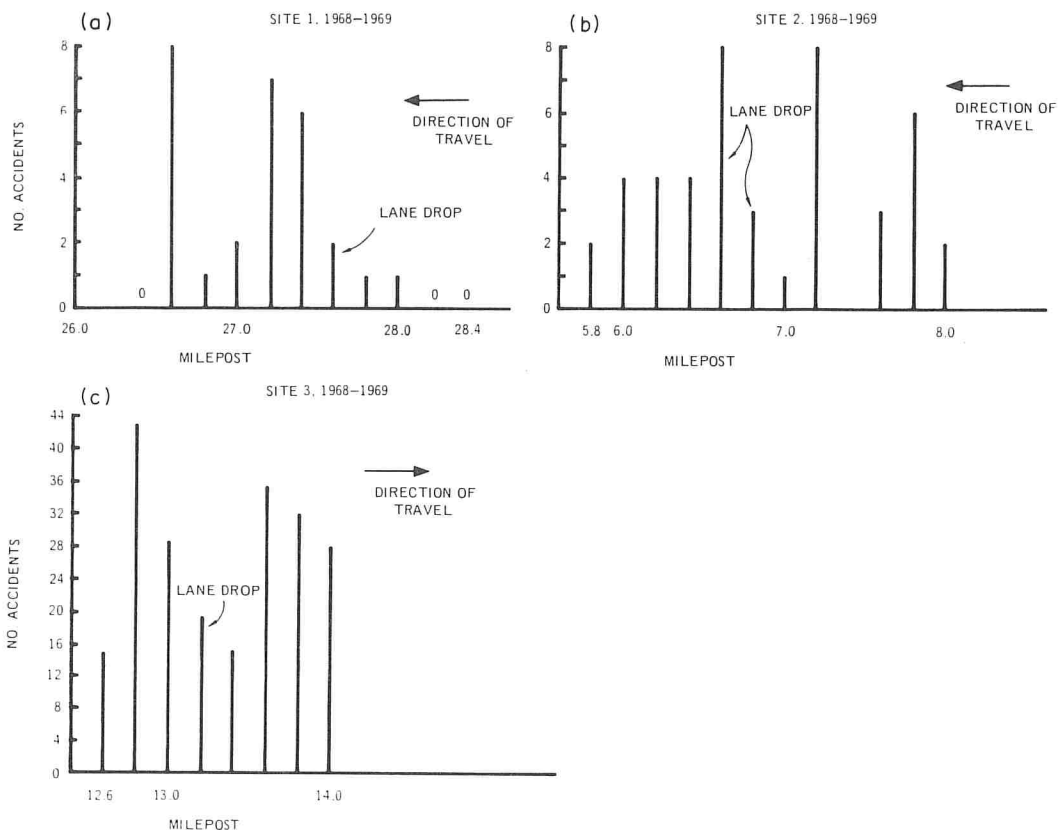 (a)
SITE 1, 1968–1969
NO. ACCIDENTS
8
6
4
2
0
0
0 0
DIRECTION OF
TRAVEL
LANE DROP
26.0 27.0 28.0 28.4
MILEPOST
(b)
SITE 2, 1968–1969
8
6
4
2
0
LANE DROP
DIRECTION OF
TRAVEL
5.8 6.0 7.0 8.0
MILEPOST
(c)
SITE 3, 1968–1969
NO ACCIDENTS
44
40
36
32
28
24
20
16
12
8
4
0
DIRECTION OF
TRAVEL
LANE DROP
12.6 13.0 14.0
MILEPOST